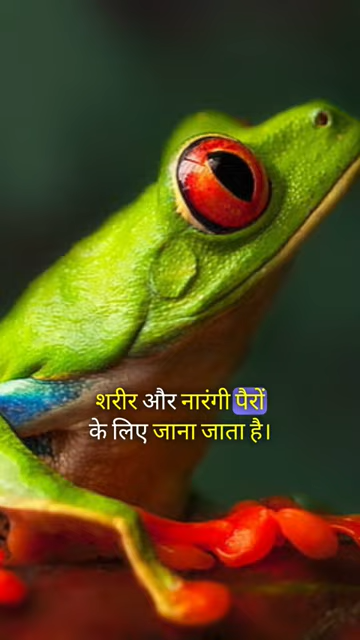 शरीर और नारंगी पैरों
के लिए जाना जाता है।